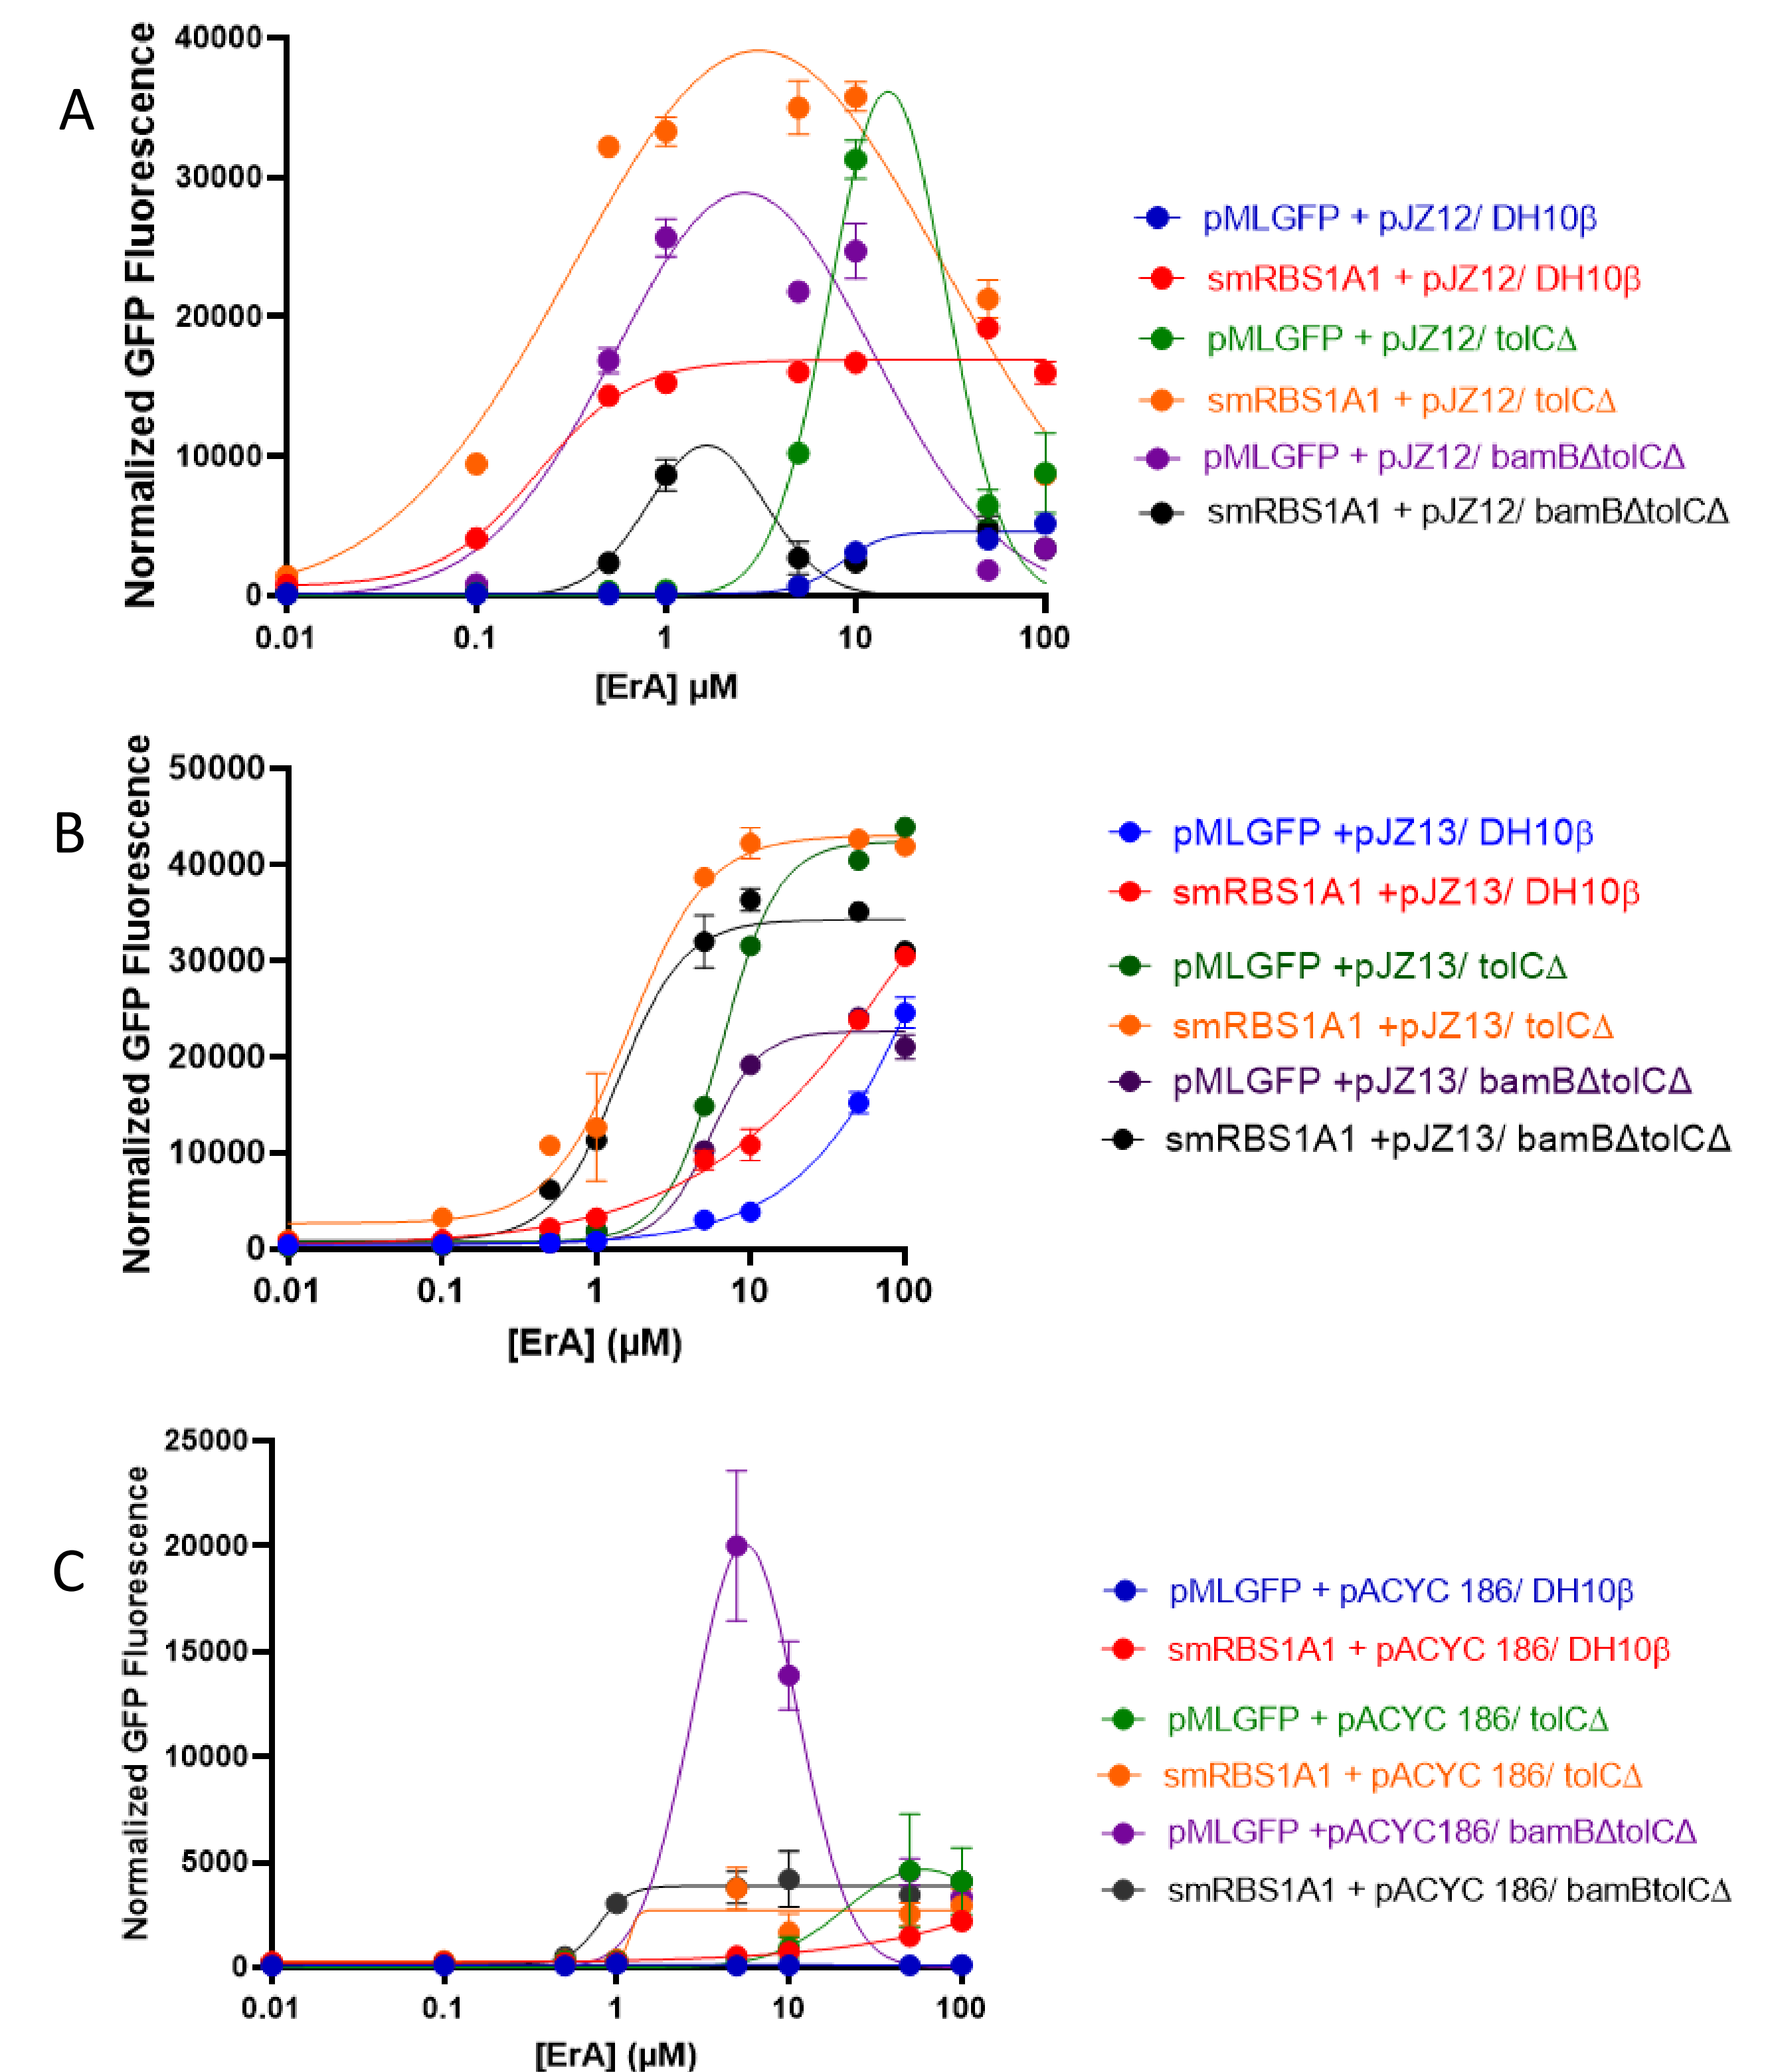 A
Normalized GFP Fluorescence
40000
30000
20000
10000
0
0.01
0.1
1
10
100
[ErA] µM
pMLGFP + pJZ12/ DH10β
smRBS1A1 + pJZ12/ DH10β
pMLGFP + pJZ12/ tolCΔ
smRBS1A1 + pJZ12/ tolCΔ
pMLGFP + pJZ12/ bamBΔtolCΔ
smRBS1A1 + pJZ12/ bamBΔtolCΔ
B
Normalized GFP Fluorescence
50000
40000
30000
20000
10000
0
0.01
0.1
1
10
100
[ErA] (µM)
pMLGFP +pJZ13/ DH10β
smRBS1A1 +pJZ13/ DH10β
pMLGFP +pJZ13/ tolCΔ
smRBS1A1 +pJZ13/ tolCΔ
pMLGFP +pJZ13/ bamBΔtolCΔ
smRBS1A1 +pJZ13/ bamBΔtolCΔ
C
Normalized GFP Fluorescence
25000
20000
15000
10000
5000
0
0.01
0.1
1
10
100
[ErA] (µM)
pMLGFP + pACYC 186/ DH10β
smRBS1A1 + pACYC 186/ DH10β
pMLGFP + pACYC 186/ tolCΔ
smRBS1A1 + pACYC 186/ tolCΔ
pMLGFP +pACYC186/ bamBΔtolCΔ
smRBS1A1 + pACYC 186/ bamBtolCΔ